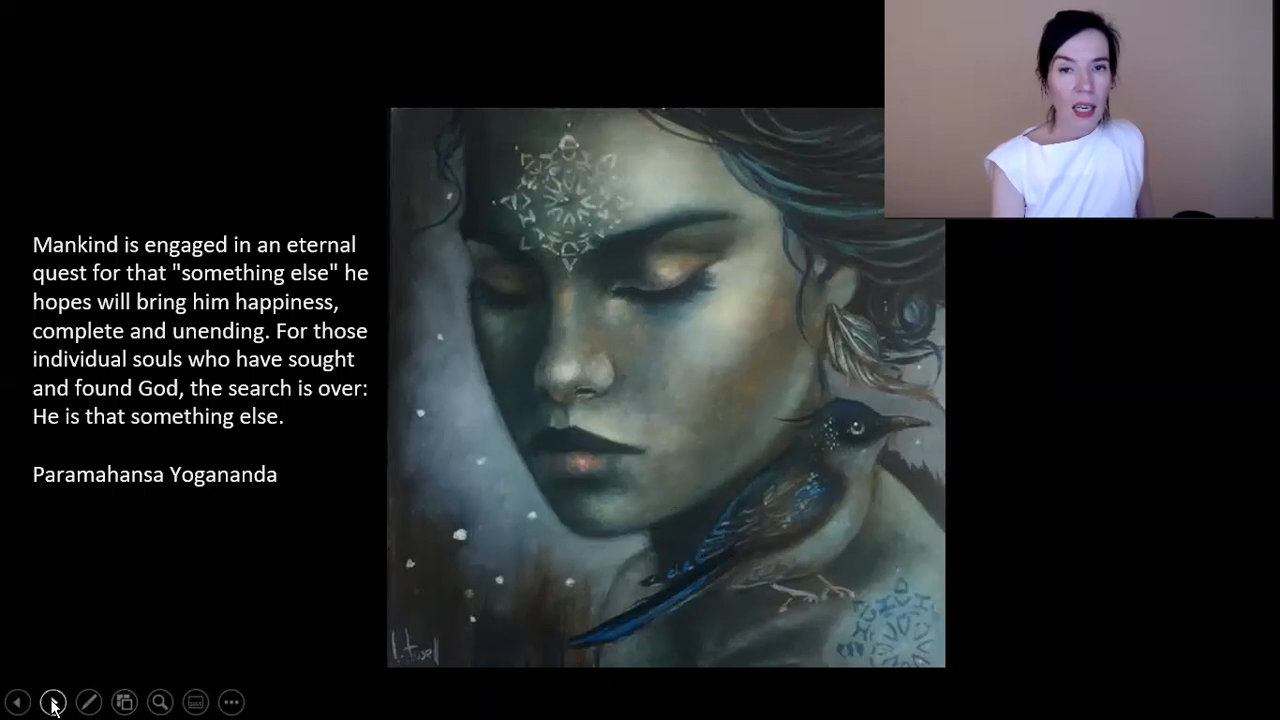 Mankind is engaged in an eternal
quest for that "something else" he
hopes will bring him happiness,
complete and unending. For those
individual souls who have sought
and found God, the search is over:
He is that something else.
Paramahansa Yogananda